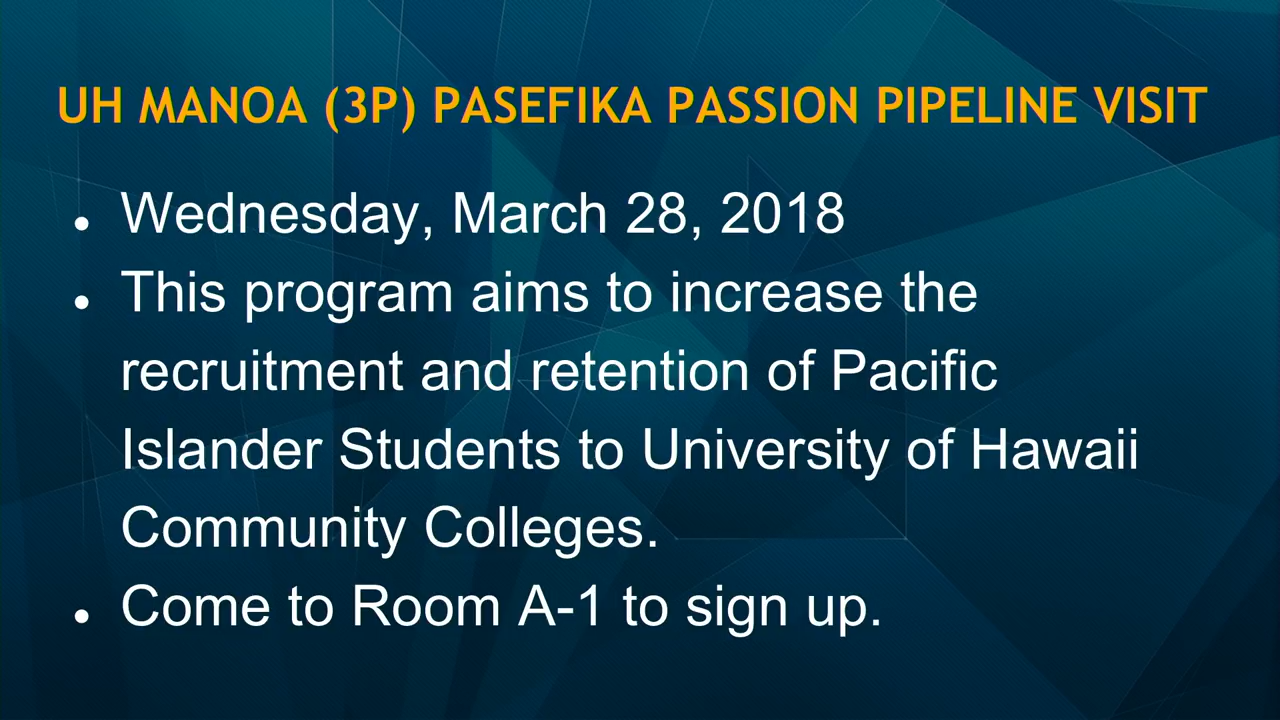 UH MANOA (3P) PASEFIKA PASSION PIPELINE VISIT
• Wednesday, March 28, 2018
• This program aims to increase the
recruitment and retention of Pacific
Islander Students to University of Hawaii
Community Colleges.
• Come to Room A-1 to sign up.